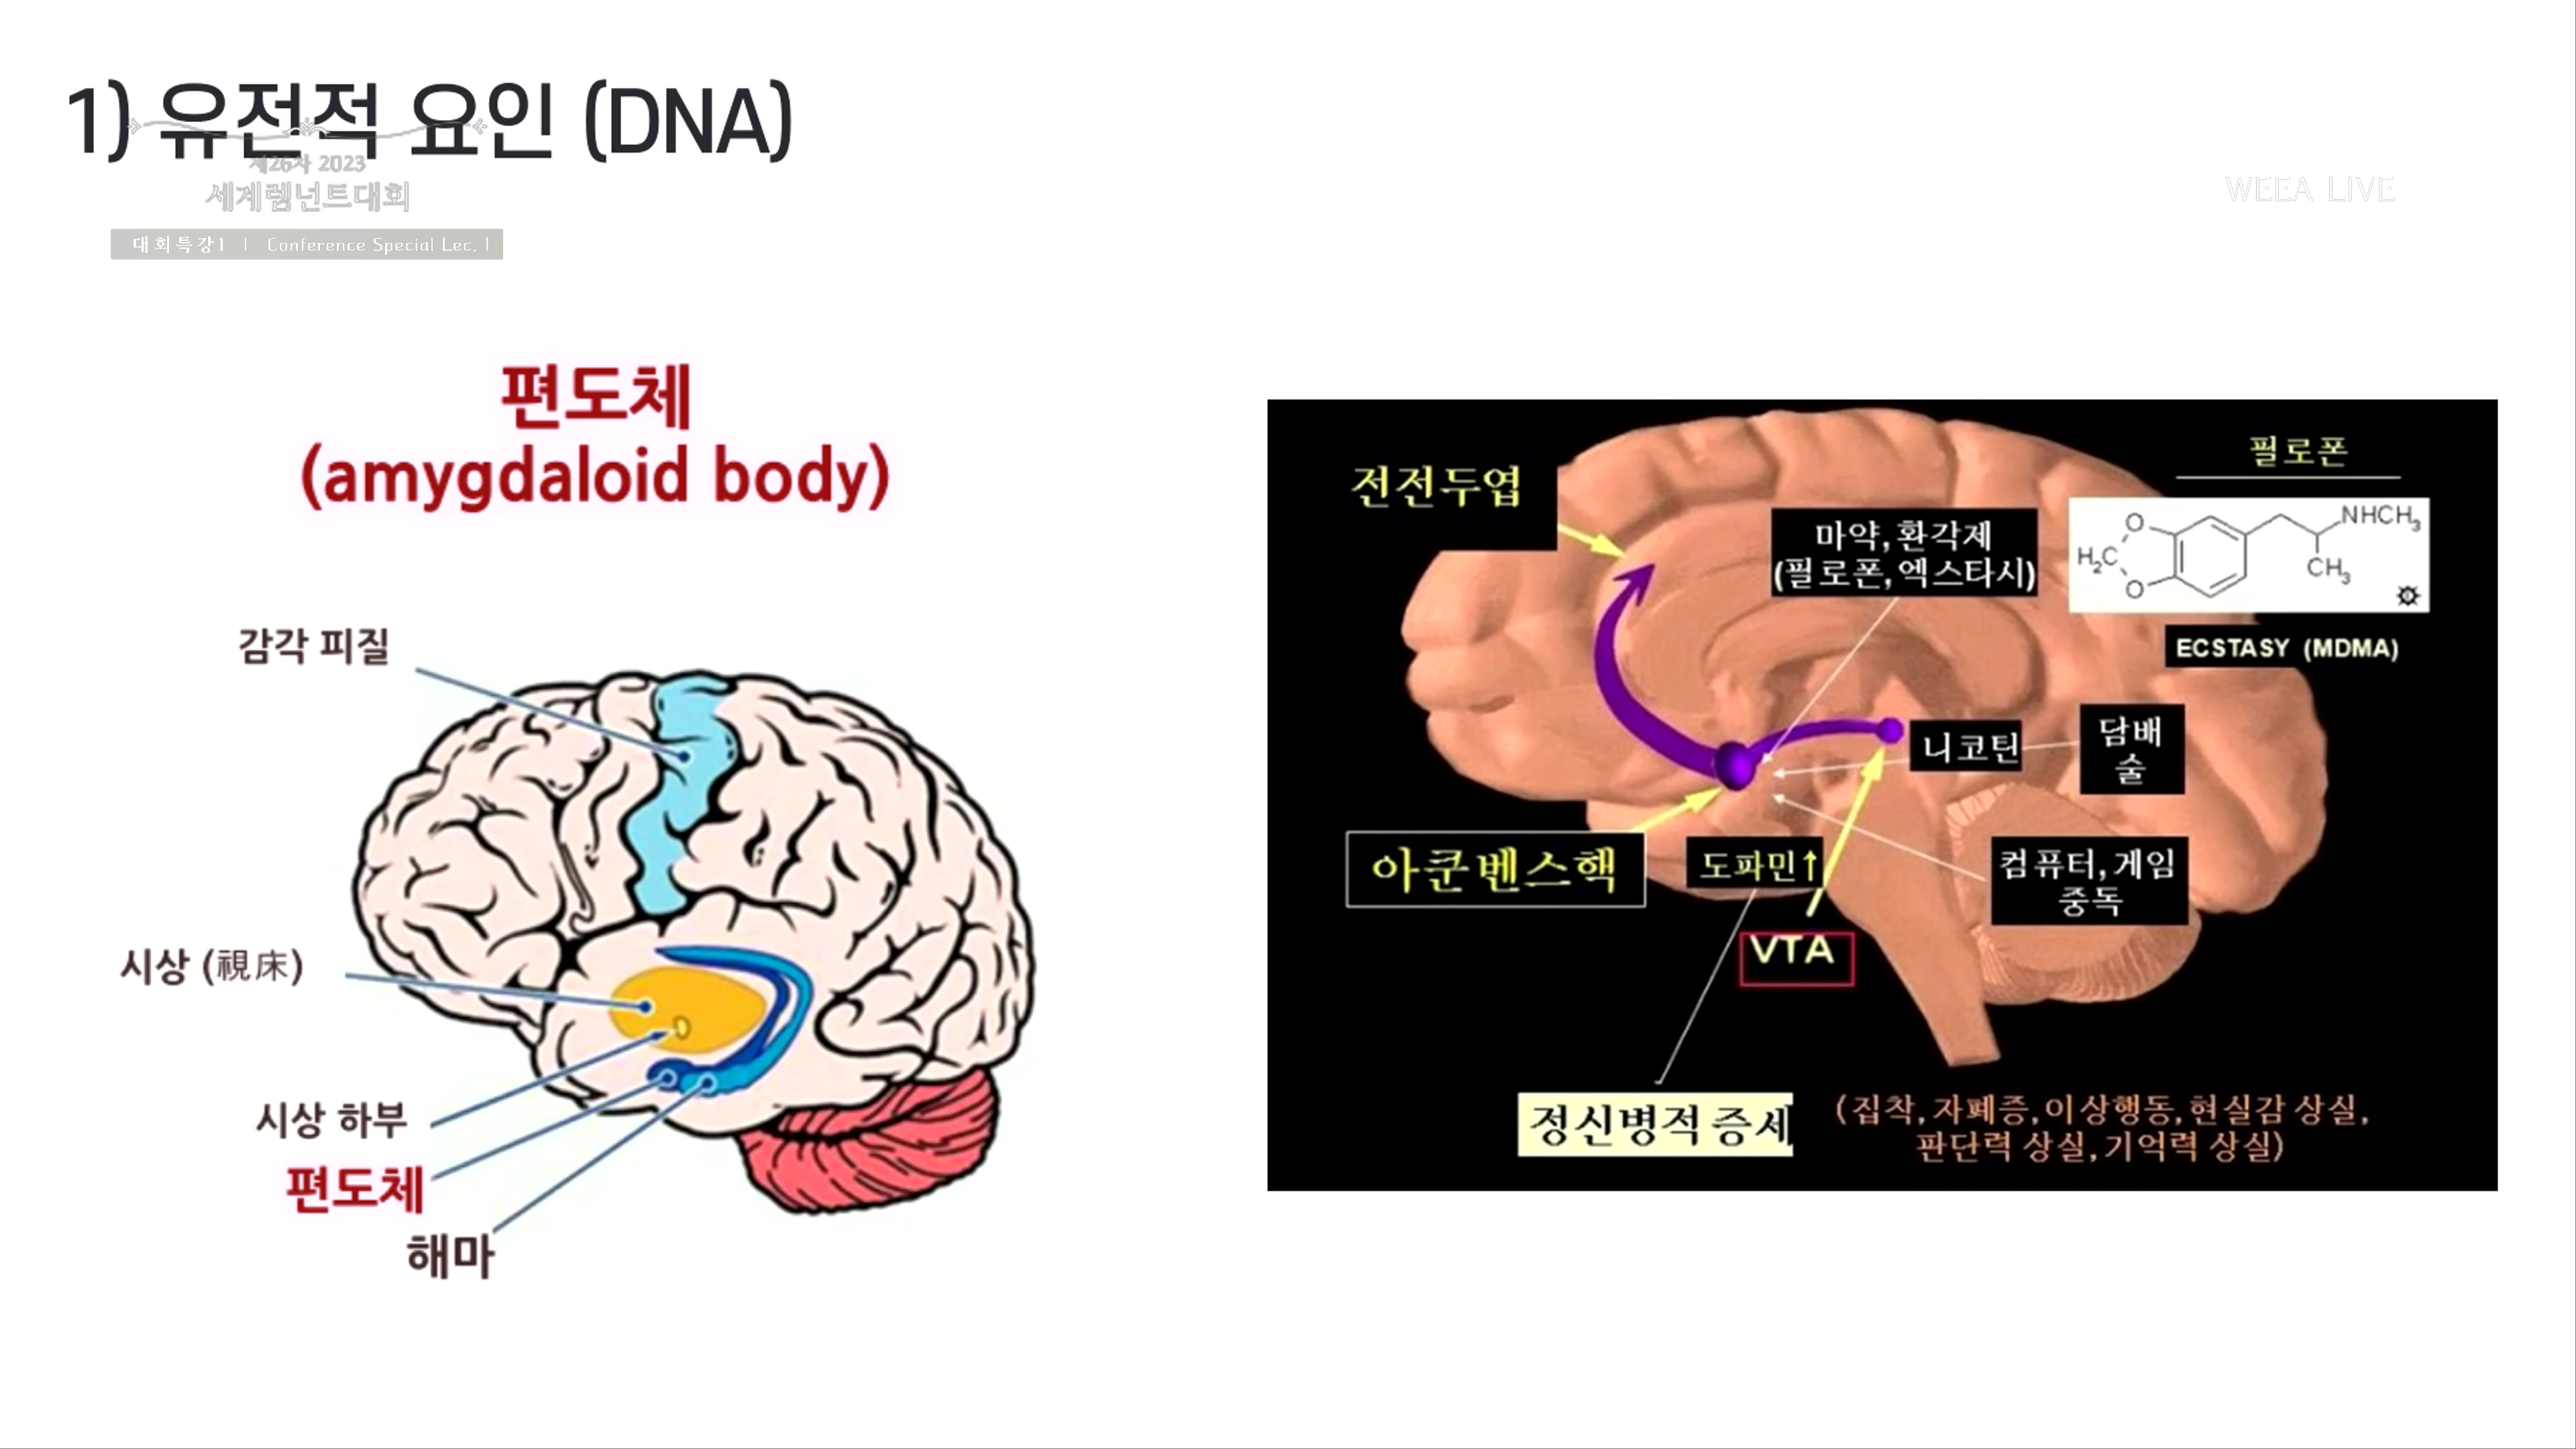 1) 유전적 요인 (DNA)
제26차 2023
세계렘넌트대회
대회특강1 | Conference Special Lec. 1
WEEA LIVE
편도체
(amygdaloid body)
감각 피질
시상 (視床)
시상 하부
편도체
해마
전전두엽
필로폰
마약,환각제
(필로폰,엑스타시)
H₂C O O NHCH₃
CH₃
ECSTASY (MDMA)
니코틴
담배
술
아쿤벤스핵
도파민↑
컴퓨터,게임
중독
VTA
정신병적 증세
(집착,자폐증,이상행동,현실감 상실,
판단력 상실,기억력 상실)